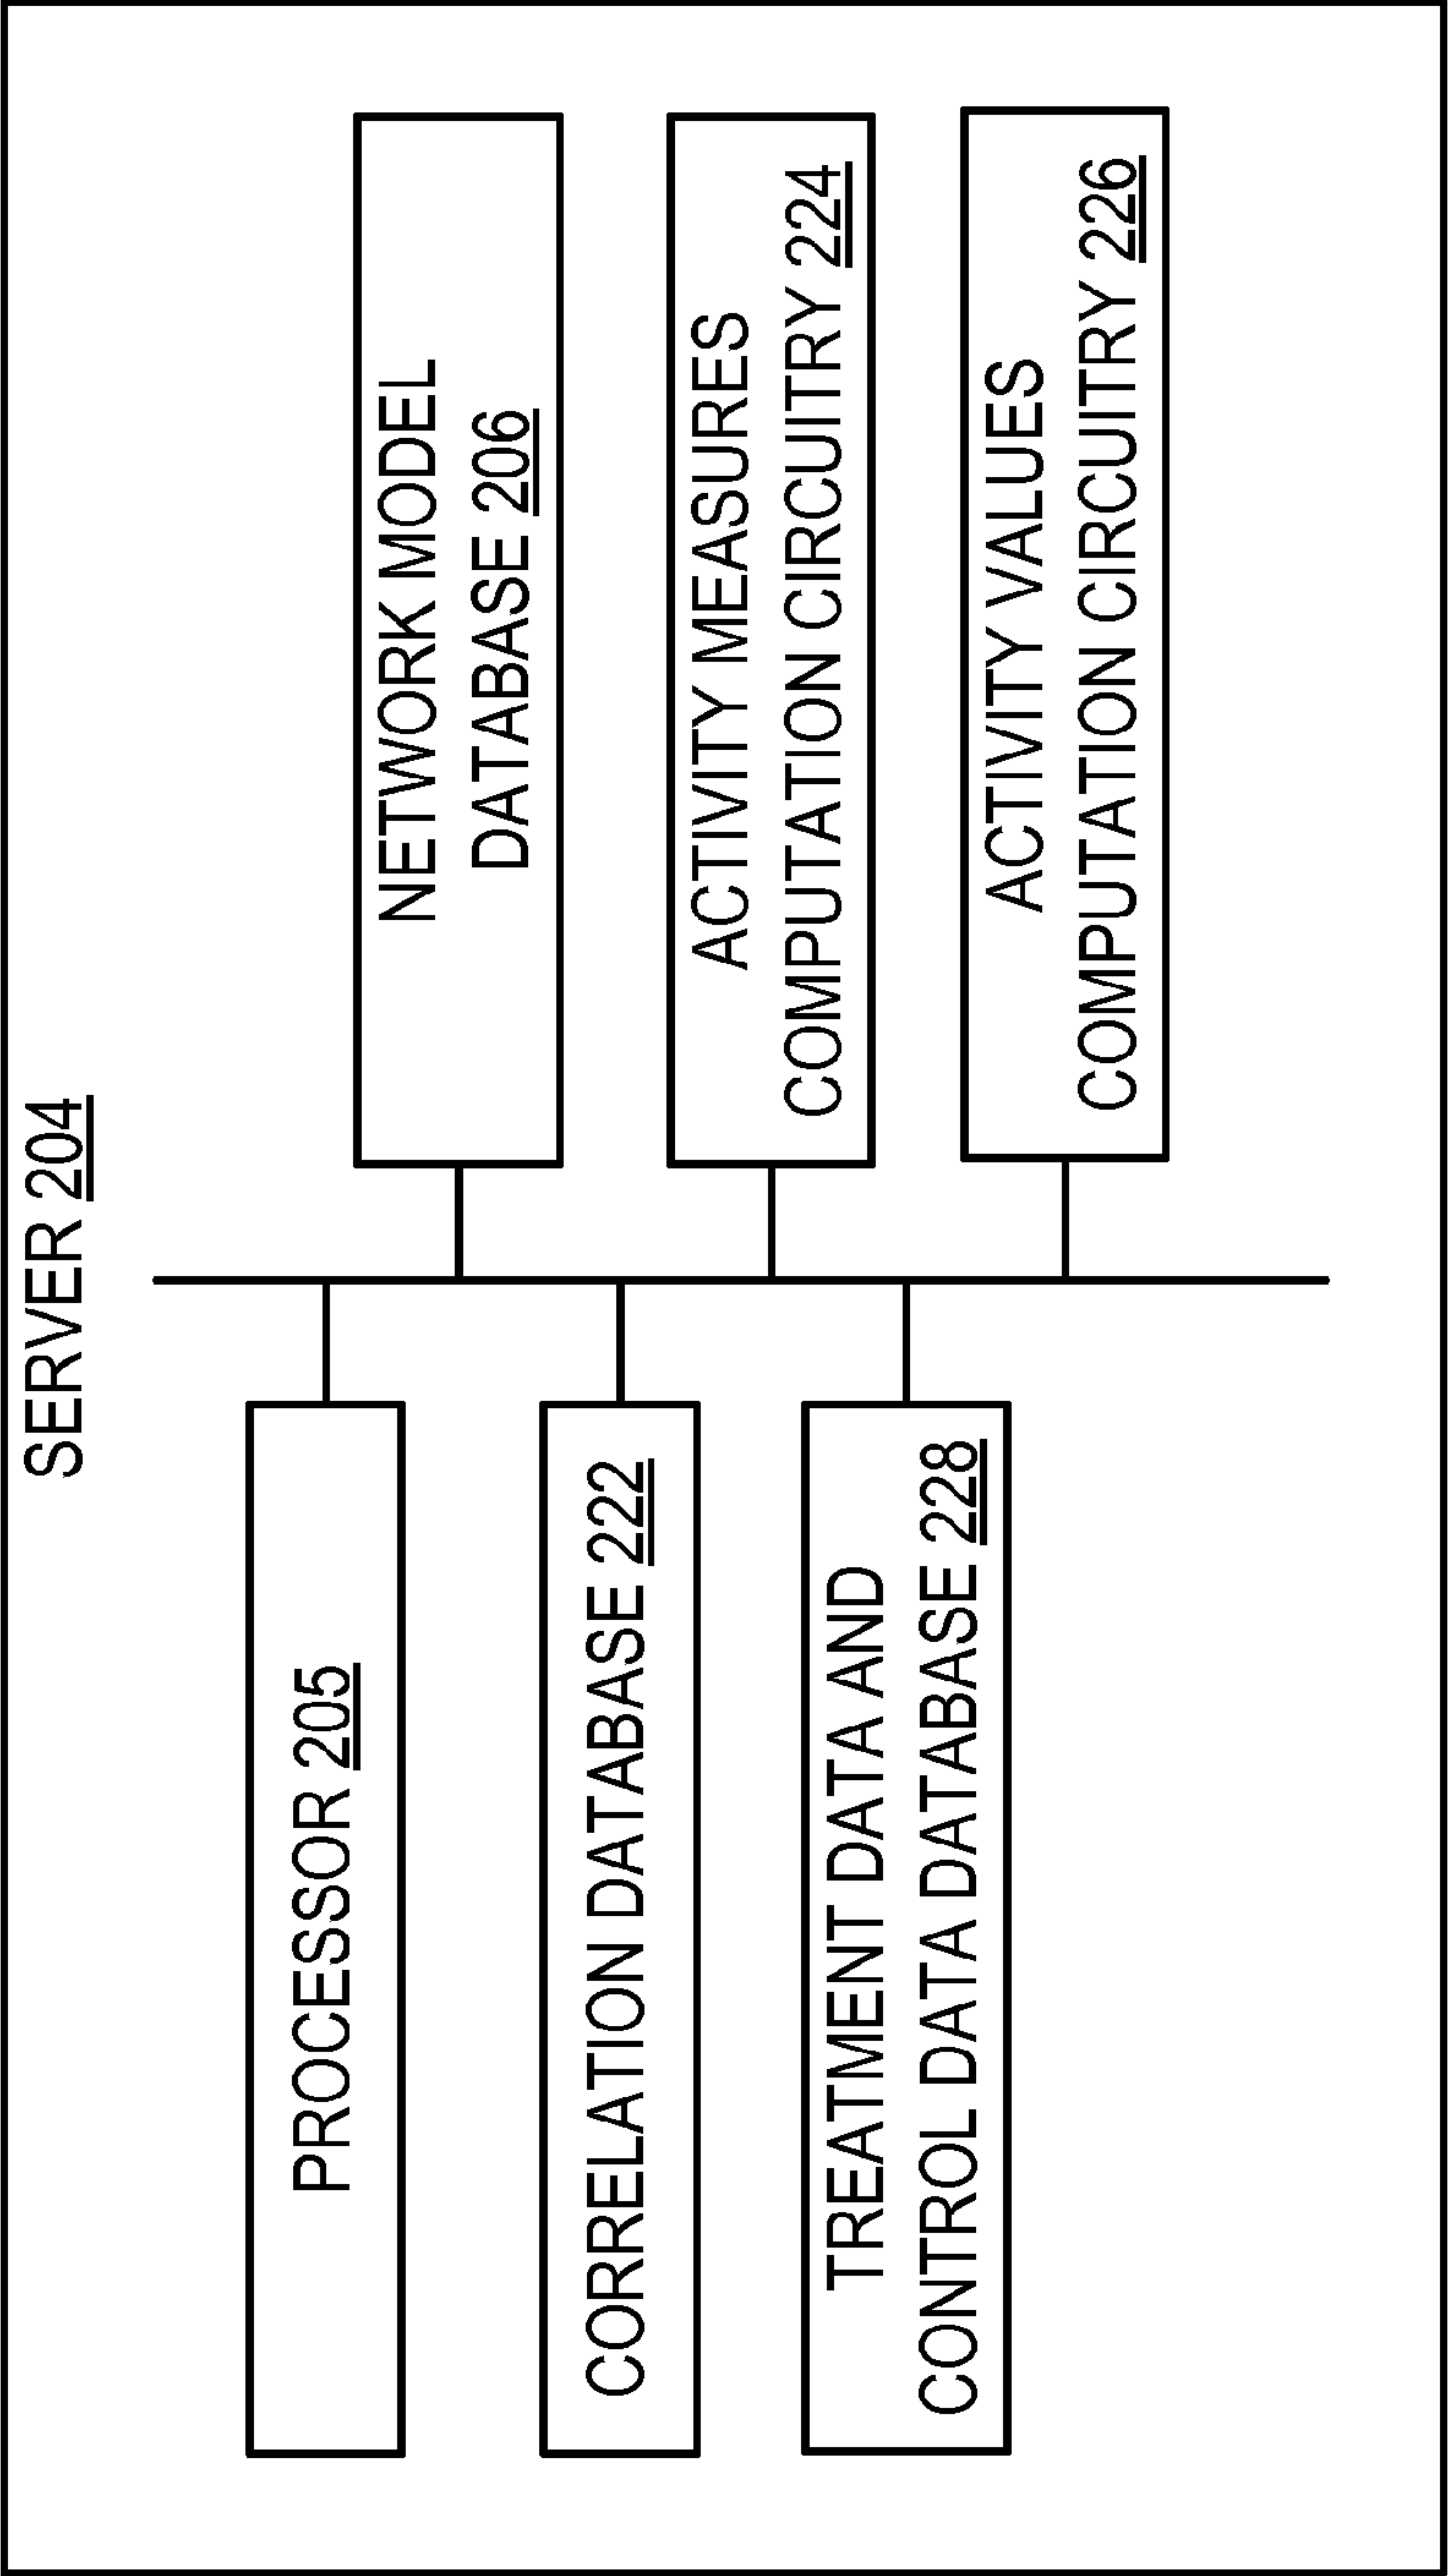 SERVER 204
PROCESSOR 205
NETWORK MODEL
DATABASE 206
CORRELATION DATABASE 222
ACTIVITY MEASURES
COMPUTATION CIRCUITRY 224
TREATMENT DATA AND
CONTROL DATA DATABASE 228
ACTIVITY VALUES
COMPUTATION CIRCUITRY 226